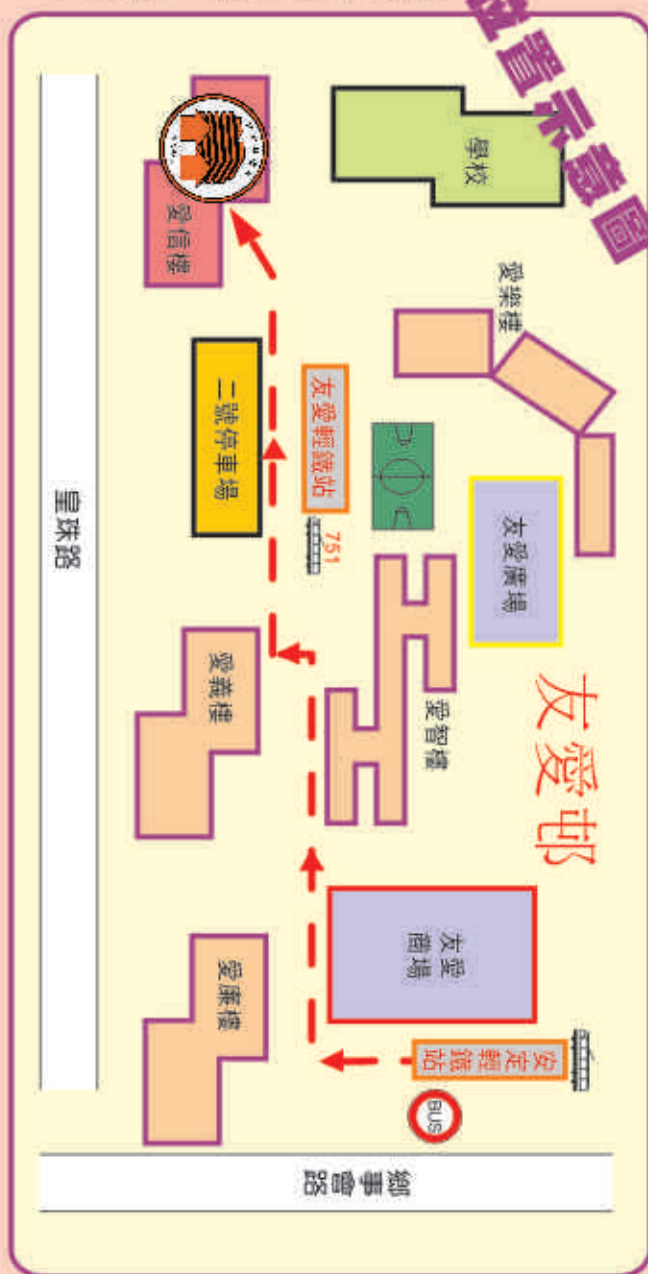 位置示意圖
學校
愛信樓
愛樂樓
二號停車場
友愛輕鐵站
751
友愛廣場
皇珠路
愛義樓
愛智樓
友愛邨
友愛
商場
愛廉樓
安定輕鐵
站
BUS
鄉事會路